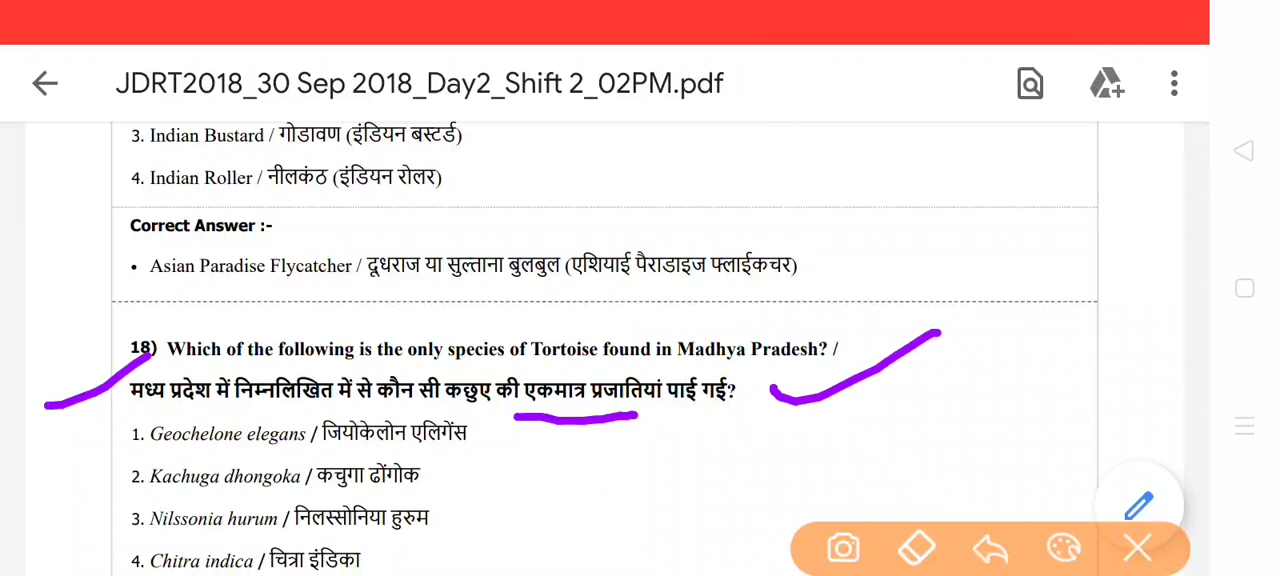 JDRT2018_30 Sep 2018_Day2_Shift 2_02PM.pdf
3. Indian Bustard / गोडावण (इंडियन बस्टर्ड)
4. Indian Roller / नीलकंठ (इंडियन रोलर)
Correct Answer :-
• Asian Paradise Flycatcher / दूधराज या सुल्ताना बुलबुल (एशियाई पैराडाइज फ्लाईकचर)
18) Which of the following is the only species of Tortoise found in Madhya Pradesh? /
मध्य प्रदेश में निम्नलिखित में से कौन सी कछुए की एकमात्र प्रजातियां पाई गई?
1. Geochelone elegans / जियोकेलोन एलिगेंस
2. Kachuga dhongoka / कचुगा ढोंगोक
3. Nilssonia hurum / निलस्सोनिया हुरुम
4. Chitra indica / चित्रा इंडिका